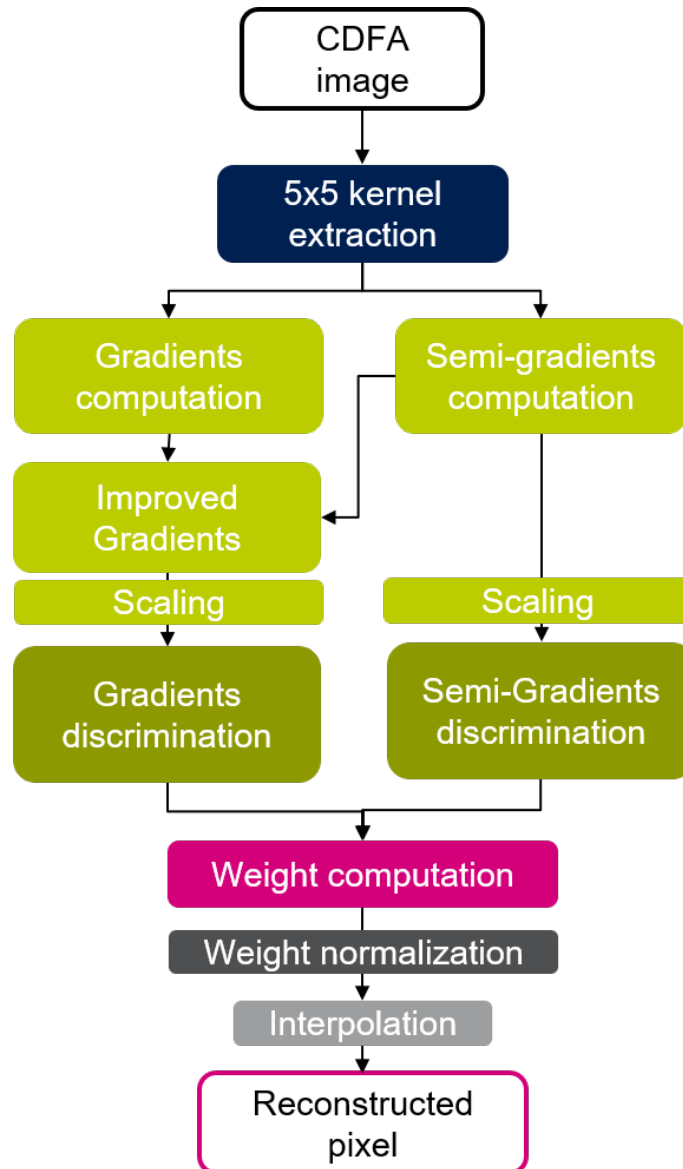 CDFA
image
5x5 kernel
extraction
Gradients
computation
Semi-gradients
computation
Improved
Gradients
Scaling
Scaling
Gradients
discrimination
Semi-Gradients
discrimination
Weight computation
Weight normalization
Interpolation
Reconstructed
pixel